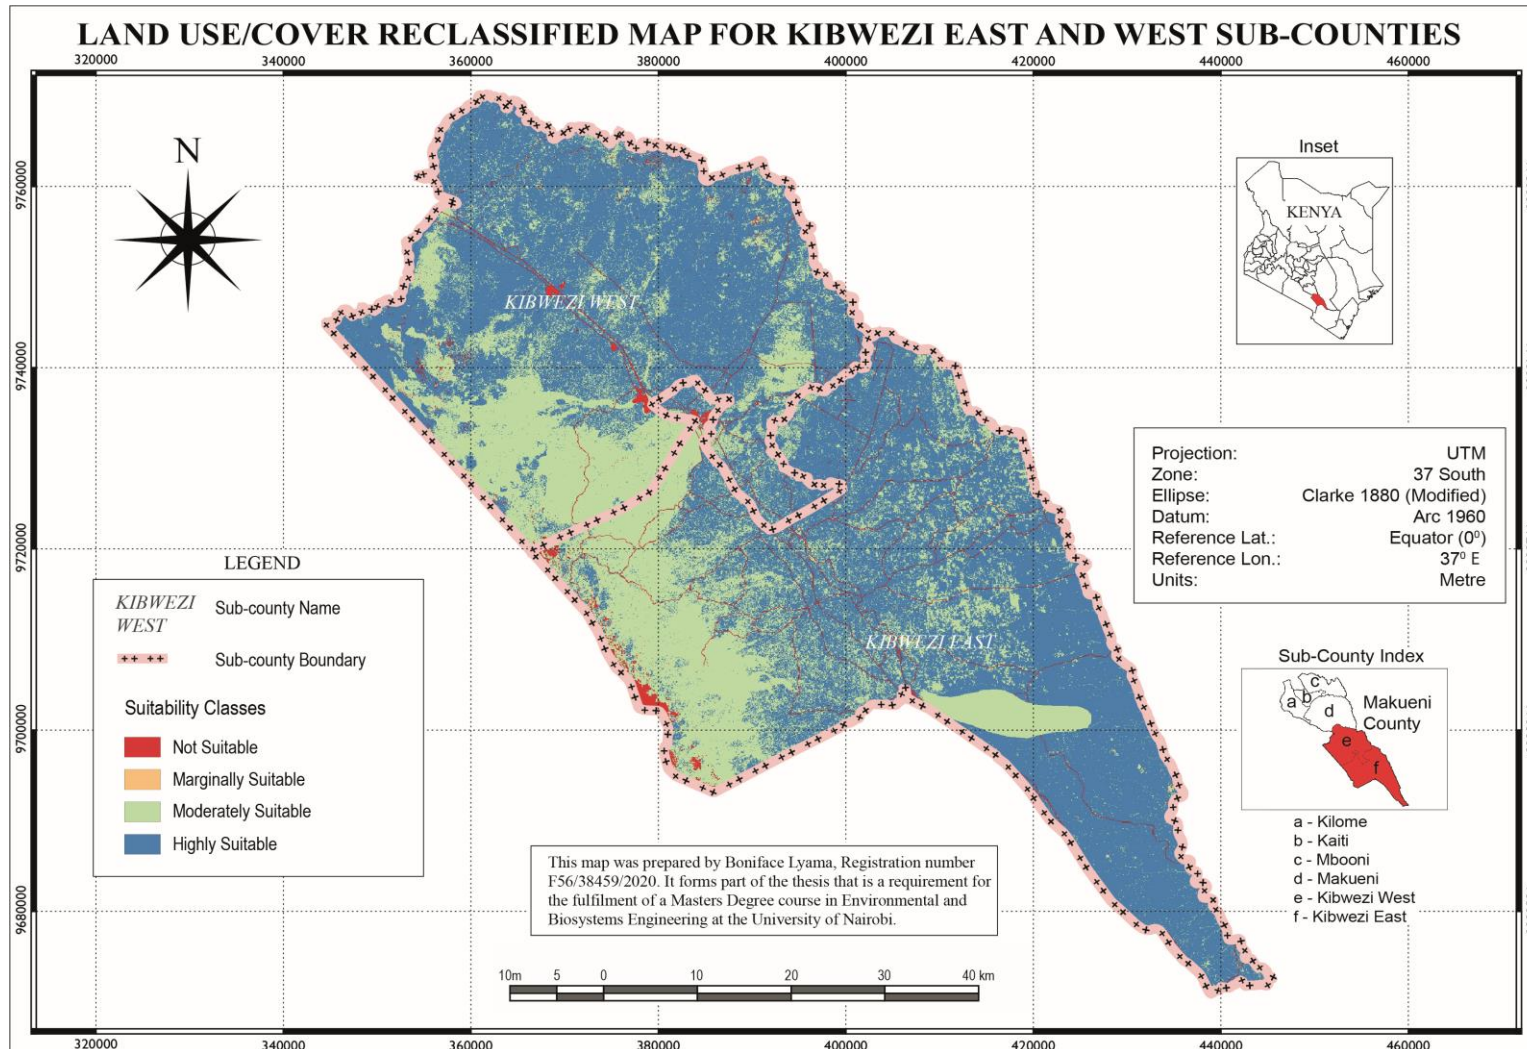 LAND USE/COVER RECLASSIFIED MAP FOR KIBWEZI EAST AND WEST SUB-COUNTIES
320000
340000
360000
380000
400000
420000
440000
460000
9760000
9740000
9720000
9700000
9680000
N
KIBWEZI WEST
KIBWEZI EAST
Inset
KENYA
Projection: UTM
Zone: 37 South
Ellipse: Clarke 1880 (Modified)
Datum: Arc 1960
Reference Lat.: Equator (0⁰)
Reference Lon.: 37⁰ E
Units: Metre
LEGEND
KIBWEZI
WEST
Sub-county Name
Sub-county Boundary
Suitability Classes
Not Suitable
Marginally Suitable
Moderately Suitable
Highly Suitable
Sub-County Index
Makueni
County
a
b
c
d
e
f
a - Kilome
b - Kaiti
c - Mbooni
d - Makueni
e - Kibwezi West
f - Kibwezi East
This map was prepared by Boniface Lyama, Registration number
F56/38459/2020. It forms part of the thesis that is a requirement for
the fulfilment of a Masters Degree course in Environmental and
Biosystems Engineering at the University of Nairobi.
10m 5 0 10 20 30 40 km
320000
340000
360000
380000
400000
420000
440000
460000